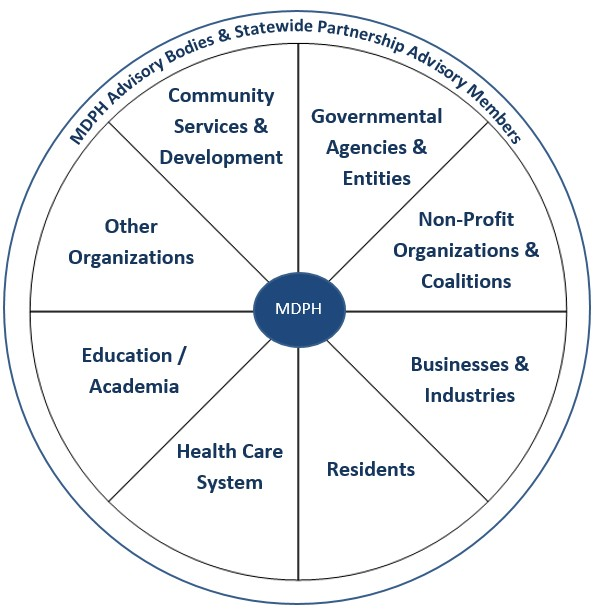 MDPH Advisory Bodies & Statewide Partnership Advisory Members
Community
Services &
Development
Governmental
Agencies &
Entities
Non-Profit
Organizations &
Coalitions
Other
Organizations
MDPH
Education /
Academia
Businesses &
Industries
Health Care
System
Residents